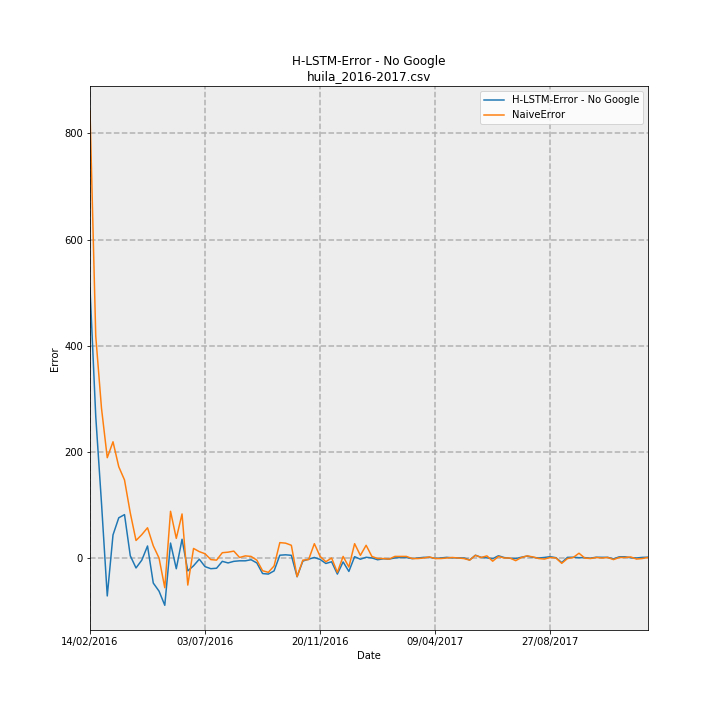 H-LSTM-Error - No Google
huila_2016-2017.csv
H-LSTM-Error - No Google
NaiveError
800
600
400
200
0
Error
14/02/2016
03/07/2016
20/11/2016
09/04/2017
27/08/2017
Date